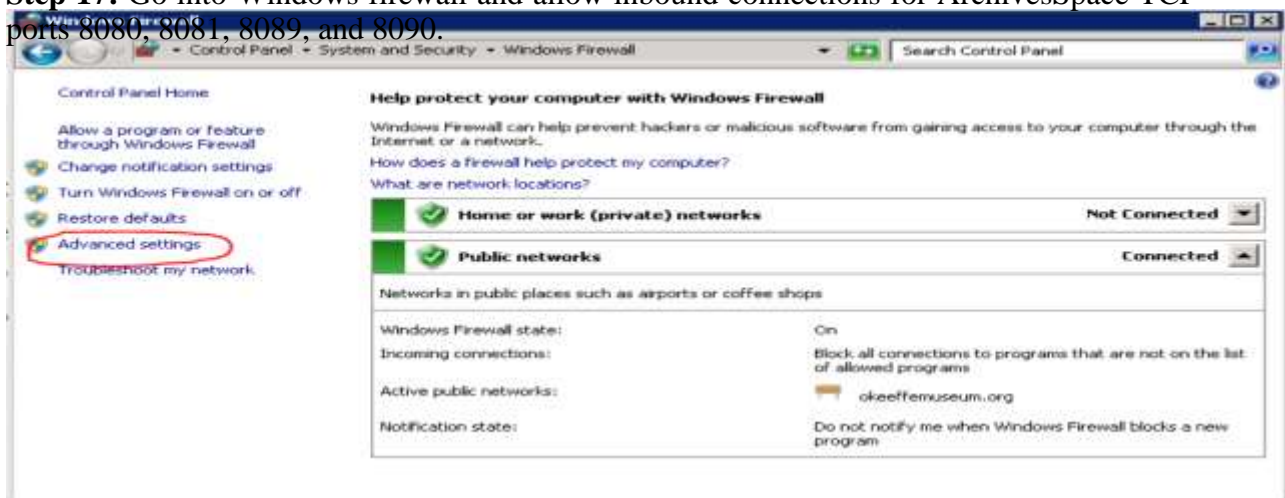 Step 17: Go into Windows firewall and allow inbound connections for ArchivesSpace TCP
ports 8080, 8081, 8089, and 8090.
Windows Firewall
Control Panel System and Security Windows Firewall
Search Control Panel
Control Panel Home
Allow a program or feature
through Windows Firewall
Change notification settings
Turn Windows Firewall on or off
Restore defaults
Advanced settings
Troubleshoot my network
Help protect your computer with Windows Firewall
Windows Firewall can help prevent hackers or malicious software from gaining access to your computer through the
Internet or a network.
How does a firewall help protect my computer?
What are network locations?
Home or work (private) networks Not Connected
Public networks Connected
Networks in public places such as airports or coffee shops
Windows Firewall state: On
Incoming connections: Block all connections to programs that are not on the list
of allowed programs
Active public networks: okeeffemuseum.org
Notification state: Do not notify me when Windows Firewall blocks a new
program